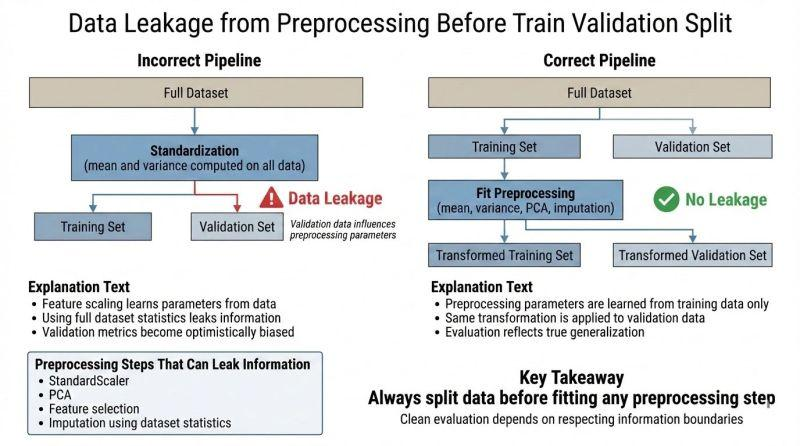 Data Leakage from Preprocessing Before Train Validation Split
Incorrect Pipeline
Full Dataset
Standardization
(mean and variance computed on all data)
Data Leakage
Training Set
Validation Set
Validation data influences
preprocessing parameters
Explanation Text
• Feature scaling learns parameters from data
• Using full dataset statistics leaks information
• Validation metrics become optimistically biased
Preprocessing Steps That Can Leak Information
• StandardScaler
• PCA
• Feature selection
• Imputation using dataset statistics
Correct Pipeline
Full Dataset
Training Set
Validation Set
Fit Preprocessing
(mean, variance, PCA, imputation)
No Leakage
Transformed Training Set
Transformed Validation Set
Explanation Text
• Preprocessing parameters are learned from training data only
• Same transformation is applied to validation data
• Evaluation reflects true generalization
Key Takeaway
Always split data before fitting any preprocessing step
Clean evaluation depends on respecting information boundaries